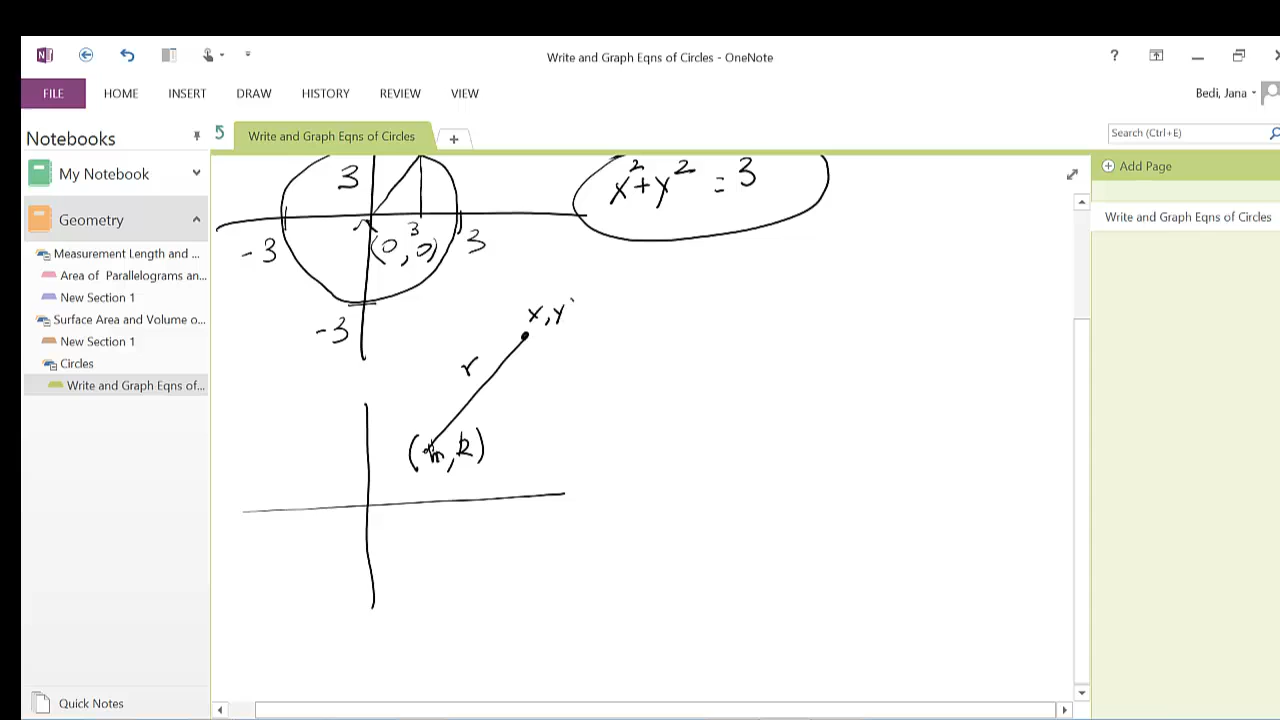 Write and Graph Eqns of Circles - OneNote
?
FILE HOME INSERT DRAW HISTORY REVIEW VIEW
Bedi, Jana
Notebooks
Write and Graph Eqns of Circles
+
Search (Ctrl+E)
My Notebook
Geometry
Measurement Length and ...
Area of Parallelograms an...
New Section 1
Surface Area and Volume o...
New Section 1
Circles
Write and Graph Eqns of...
Quick Notes
Add Page
Write and Graph Eqns of Circles
3
x² + y² = 3
-3
3
(0, 0)
3
-3
x, y
r
(h, k)